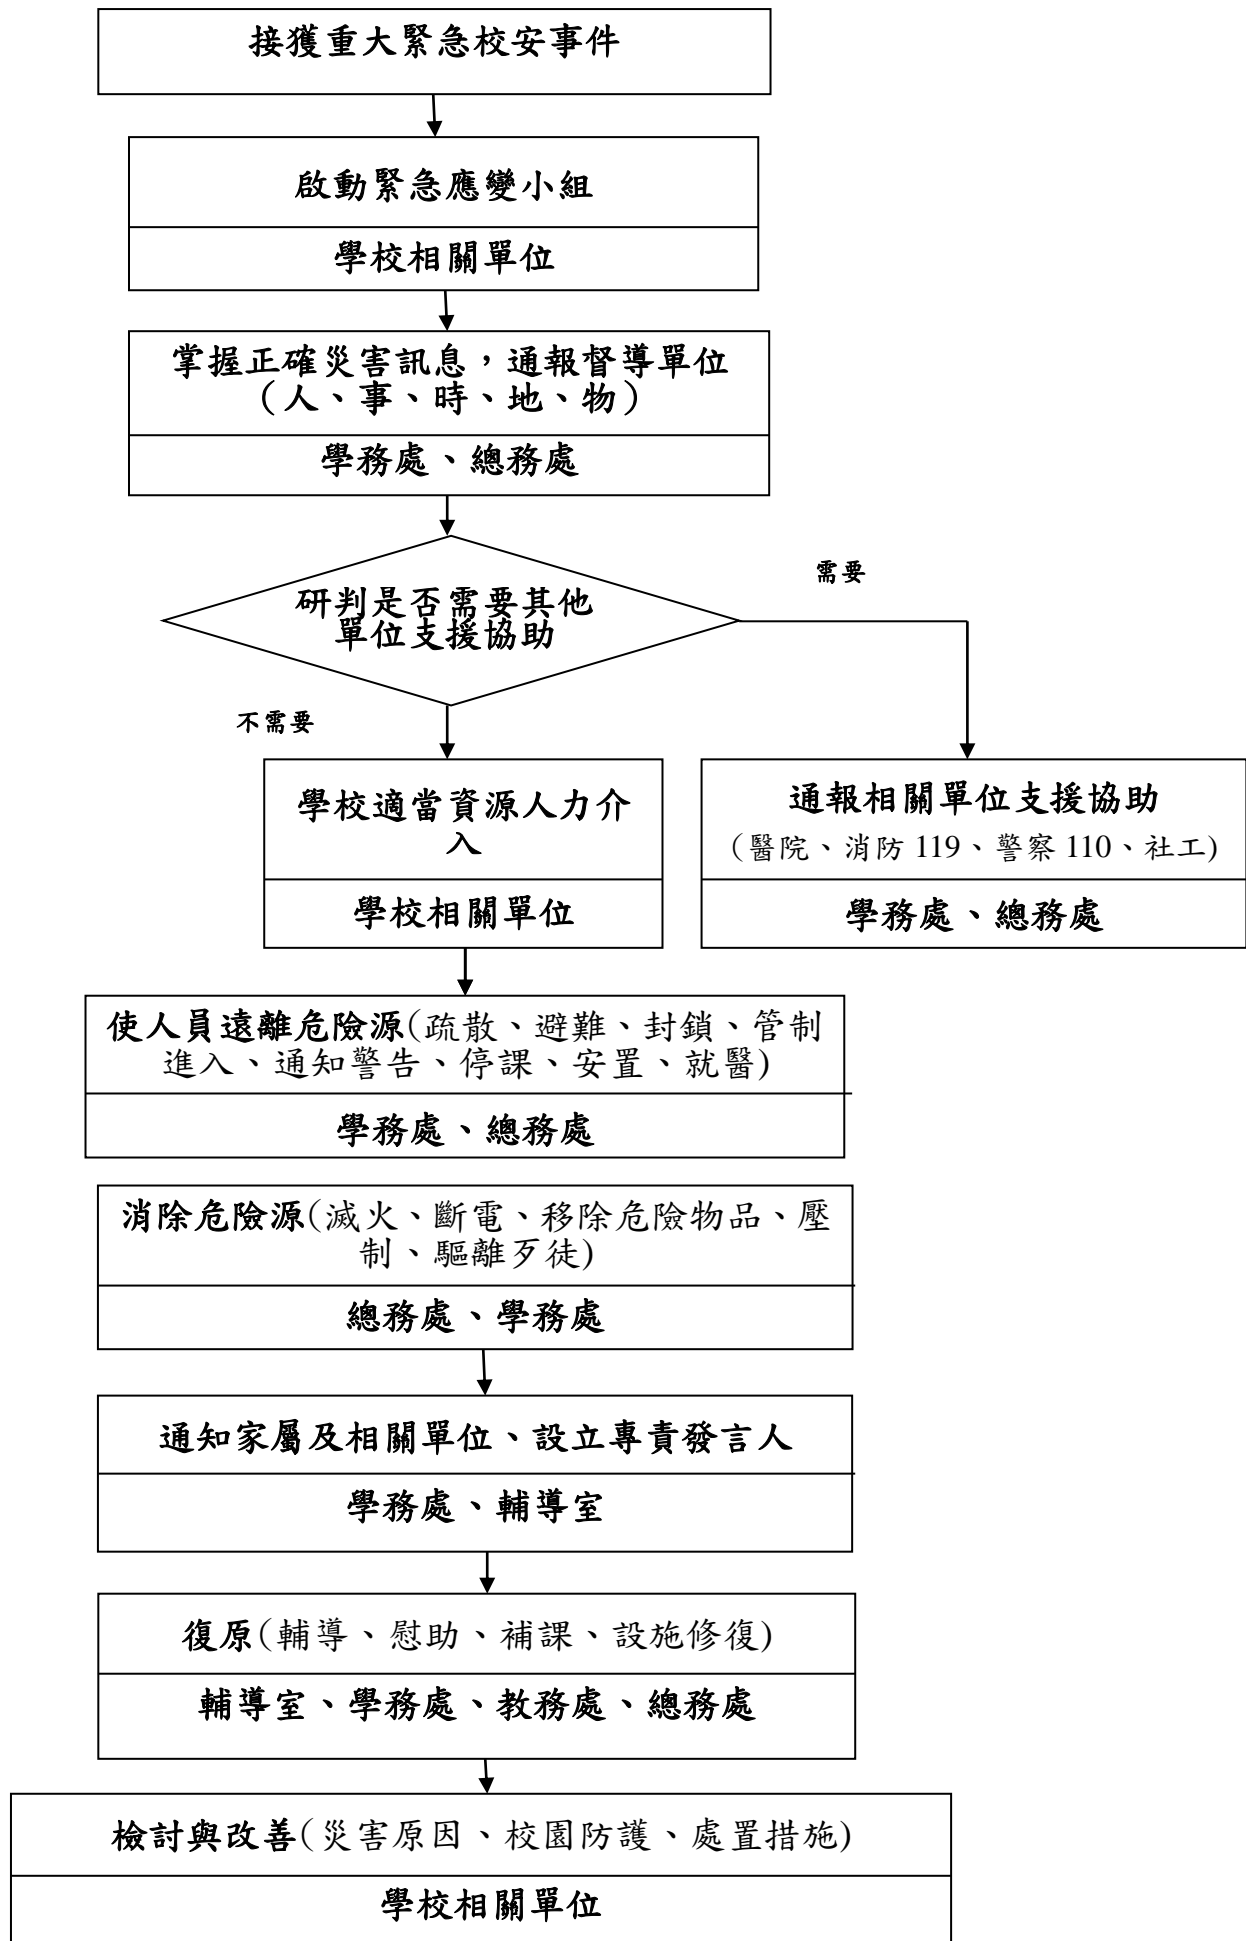 接獲重大緊急校安事件
啟動緊急應變小組
學校相關單位
掌握正確災害訊息，通報督導單位
（人、事、時、地、物）
學務處、總務處
需要
研判是否需要其他
單位支援協助
不需要
學校適當資源人力介
入
學校相關單位
通報相關單位支援協助
（醫院、消防 119、警察 110、社工)
學務處、總務處
使人員遠離危險源(疏散、避難、封鎖、管制
進入、通知警告、停課、安置、就醫)
學務處、總務處
消除危險源(滅火、斷電、移除危險物品、壓
制、驅離歹徒)
總務處、學務處
通知家屬及相關單位、設立專責發言人
學務處、輔導室
復原(輔導、慰助、補課、設施修復)
輔導室、學務處、教務處、總務處
檢討與改善(災害原因、校園防護、處置措施)
學校相關單位